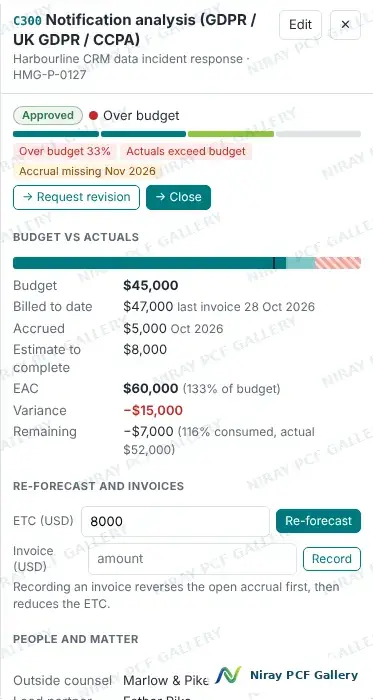 C300 Notification analysis (GDPR /
UK GDPR / CCPA)
Edit
×
Harbourline CRM data incident response ·
HMG-P-0127
Approved
Over budget
Over budget 33%
Actuals exceed budget
Accrual missing Nov 2026
→ Request revision
→ Close
BUDGET VS ACTUALS
Budget $45,000
Billed to date $47,000 last invoice 28 Oct 2026
Accrued $5,000 Oct 2026
Estimate to $8,000
complete
EAC $60,000 (133% of budget)
Variance −$15,000
Remaining −$7,000 (116% consumed, actual
$52,000)
RE-FORECAST AND INVOICES
ETC (USD) 8000 Re-forecast
Invoice
(USD)
amount
Record
Recording an invoice reverses the open accrual first, then
reduces the ETC.
PEOPLE AND MATTER
Outside counsel Marlow & Pike
Niray PCF Gallery
NIRAY PCF GALLERY